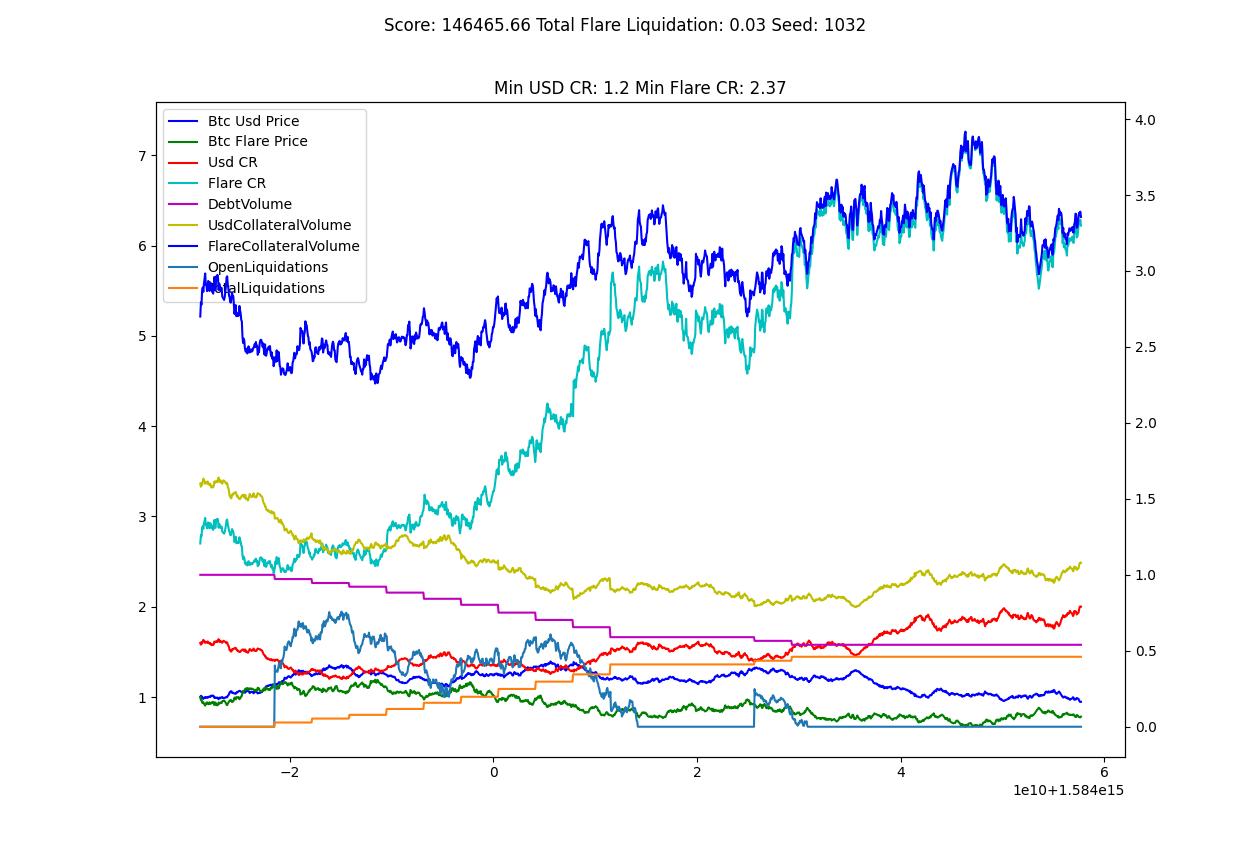 Score: 146465.66 Total Flare Liquidation: 0.03 Seed: 1032
Min USD CR: 1.2 Min Flare CR: 2.37
Btc Usd Price
Btc Flare Price
Usd CR
Flare CR
DebtVolume
UsdCollateralVolume
FlareCollateralVolume
OpenLiquidations
TotalLiquidations
7
6
5
4
3
2
1
4.0
3.5
3.0
2.5
2.0
1.5
1.0
0.5
0.0
−2
0
2
4
6
1e10+1.584e15